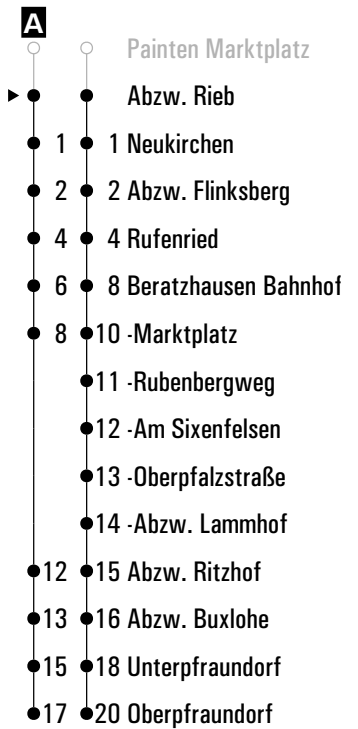 A
Painten Marktplatz
Abzw. Rieb
1 1 Neukirchen
2 2 Abzw. Flinksberg
4 4 Rufenried
6 8 Beratzhausen Bahnhof
8 10 -Marktplatz
11 -Rubenbergweg
12 -Am Sixenfelsen
13 -Oberpfalzstraße
14 -Abzw. Lammhof
12 15 Abzw. Ritzhof
13 16 Abzw. Buxlohe
15 18 Unterpfraundorf
17 20 Oberpfraundorf